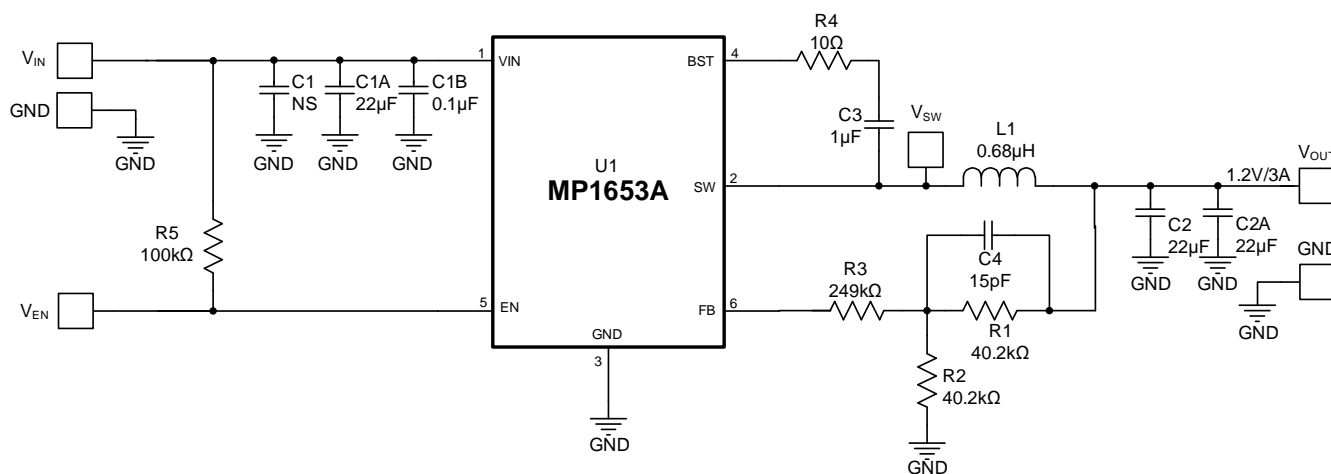 R4
10Ω
VIN
1
VIN
BST
4
C1
NS
C1A
22µF
C1B
0.1µF
GND
GND
GND
GND
GND
C3
1µF
VSW
L1
0.68µH
U1
MP1653A
SW
2
1.2V/3A
VOUT
C2
22µF
C2A
22µF
GND
GND
GND
GND
R5
100kΩ
C4
15pF
R3
249kΩ
VEN
5
EN
FB
6
R1
40.2kΩ
GND
3
R2
40.2kΩ
GND
GND